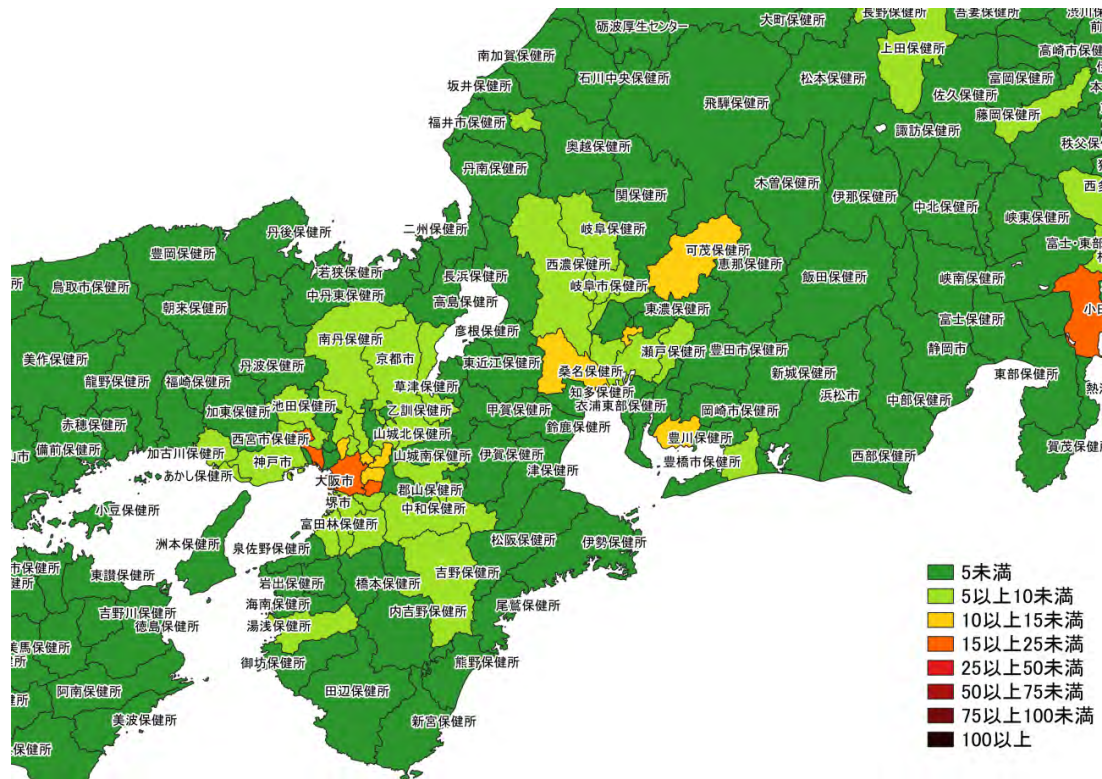 砺波厚生センター
大町保健所
長野保健所
吾妻保健所
南加賀保健所
上田保健所
高崎市保健
石川中央保健所
松本保健所
富岡保健所
坂井保健所
佐久保健所
飛騨保健所
藤岡保健所
福井市保健所
諏訪保健所
奥越保健所
秩父保
丹南保健所
木曽保健所
関保健所
伊那保健所
西多
中北保健所
峡東保健所
丹後保健所
二州保健所
岐阜保健所
可茂保健所
富士・東部
豊岡保健所
西濃保健所
恵那保健所
若狭保健所
長浜保健所
飯田保健所
峡南保健所
鳥取市保健所
岐阜市保健所
中丹東保健所
高島保健所
朝来保健所
東濃保健所
小田
富士保健所
南丹保健所
彦根保健所
美作保健所
京都市
東近江保健所
瀬戸保健所
豊田市保健所
静岡市
丹波保健所
桑名保健所
新城保健所
東部保健所
龍野保健所
福崎保健所
草津保健所
知多保健所
浜松市
中部保健所
熱海
加東保健所
池田保健所
乙訓保健所
甲賀保健所
衣浦東部保健所
岡崎市保健所
赤穂保健所
鈴鹿保健所
西宮市保健所
山城北保健所
豊川保健所
賀茂保健所
備前保健所
加古川保健所
神戸市
山城南保健所
伊賀保健所
西部保健所
豊橋市保健所
あかし保健所
大阪市
津保健所
郡山保健所
堺市
小豆保健所
中和保健所
富田林保健所
洲本保健所
泉佐野保健所
松阪保健所
伊勢保健所
東讃保健所
吉野保健所
岩出保健所
橋本保健所
5未満
吉野川保健所
海南保健所
内吉野保健所
尾鷲保健所
5以上10未満
徳島保健所
湯浅保健所
10以上15未満
美馬保健所
御坊保健所
熊野保健所
15以上25未満
阿南保健所
田辺保健所
25以上50未満
美波保健所
新宮保健所
50以上75未満
75以上100未満
100以上